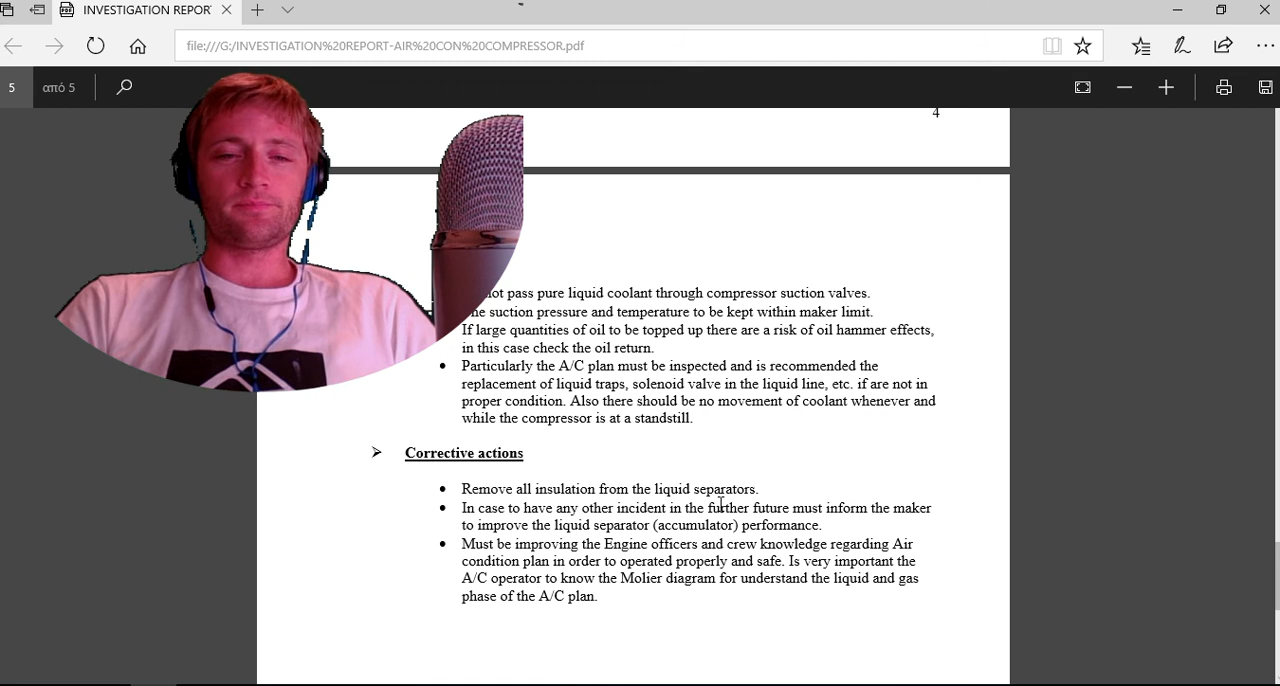 INVESTIGATION REPOR
file:///G:/INVESTIGATION%20REPORT-AIR%20CON%20COMPRESSOR.pdf
5 από 5
4
not pass pure liquid coolant through compressor suction valves.
suction pressure and temperature to be kept within maker limit.
If large quantities of oil to be topped up there are a risk of oil hammer effects,
in this case check the oil return.
• Particularly the A/C plan must be inspected and is recommended the
replacement of liquid traps, solenoid valve in the liquid line, etc. if are not in
proper condition. Also there should be no movement of coolant whenever and
while the compressor is at a standstill.
➢ Corrective actions
• Remove all insulation from the liquid separators.
• In case to have any other incident in the further future must inform the maker
to improve the liquid separator (accumulator) performance.
• Must be improving the Engine officers and crew knowledge regarding Air
condition plan in order to operated properly and safe. Is very important the
A/C operator to know the Molier diagram for understand the liquid and gas
phase of the A/C plan.